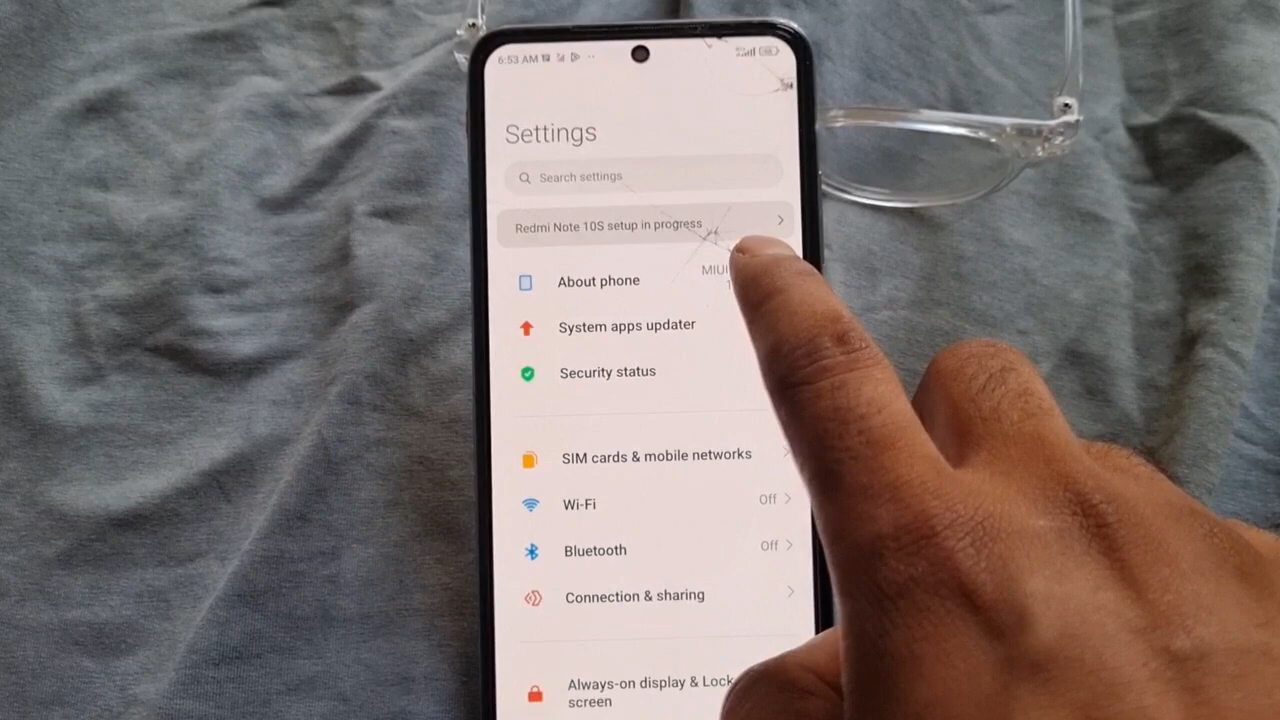 6:53 AM
Settings
Search settings
Redmi Note 10S setup in progress
About phone
System apps updater
Security status
SIM cards & mobile networks
Wi-Fi Off
Bluetooth Off
Connection & sharing
Always-on display & Lock
screen